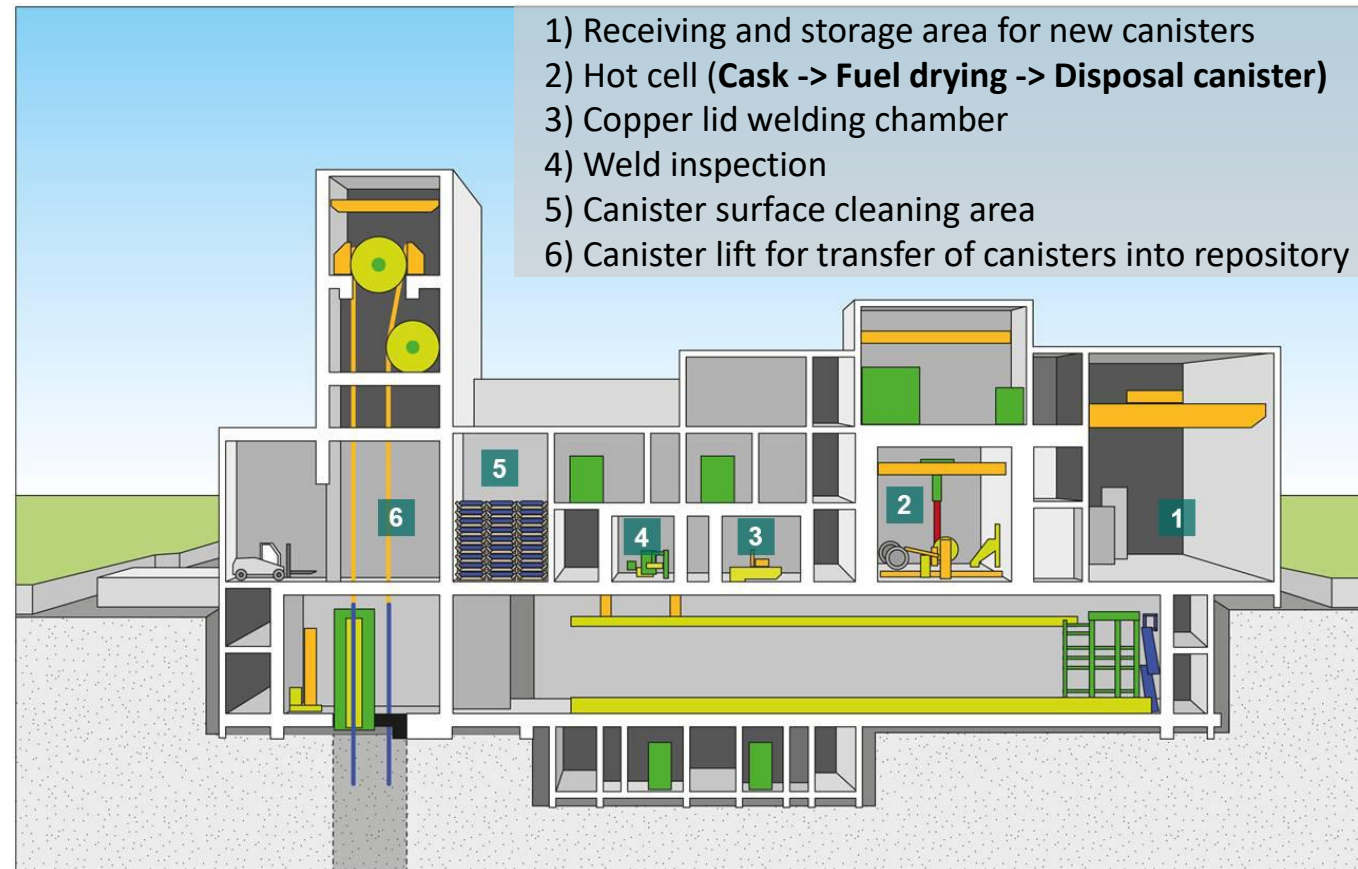 1) Receiving and storage area for new canisters
2) Hot cell (Cask -> Fuel drying -> Disposal canister)
3) Copper lid welding chamber
4) Weld inspection
5) Canister surface cleaning area
6) Canister lift for transfer of canisters into repository
5
6
4
3
2
1